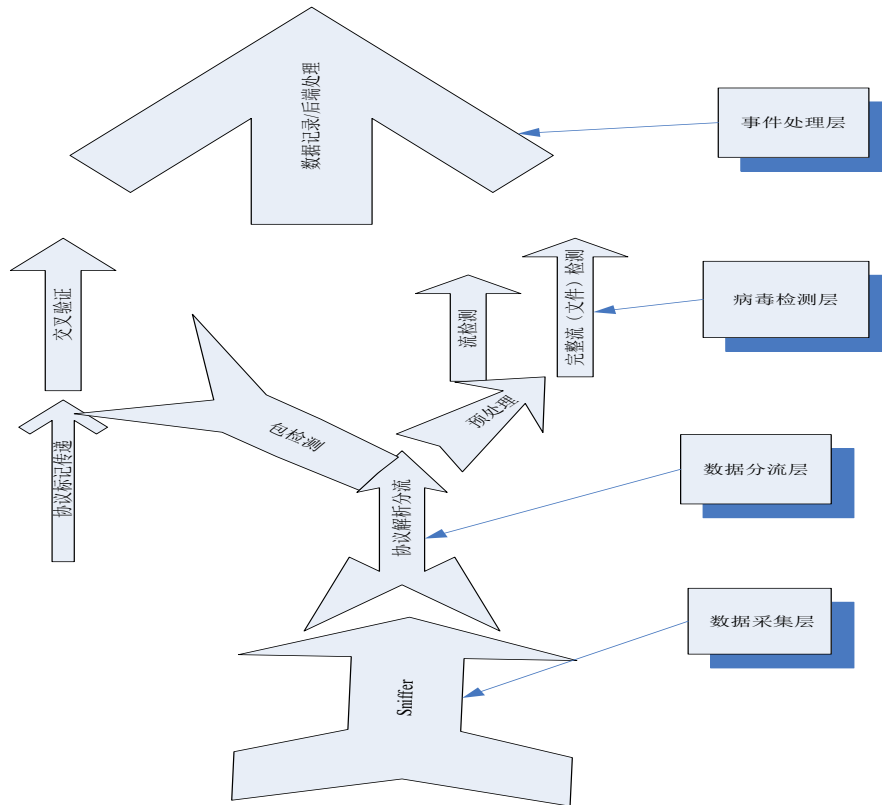 数据记录/后端处理
事件处理层
交叉验证
流检测
完整流（文件）检测
病毒检测层
协议标记传递
包检测
预处理
协议解析分流
数据分流层
Sniffer
数据采集层